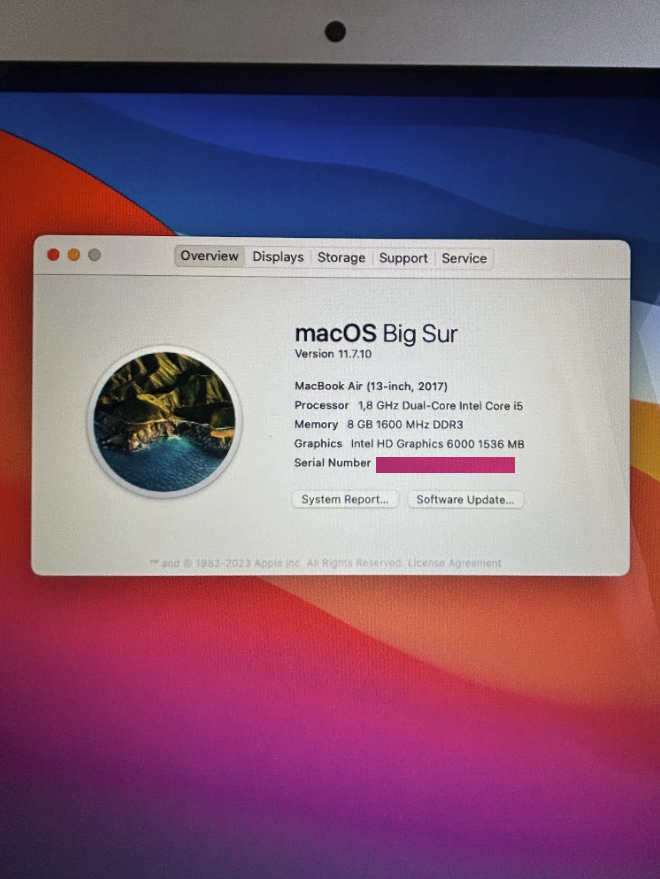 Overview Displays Storage Support Service
macOS Big Sur
Version 11.7.10
MacBook Air (13-inch, 2017)
Processor 1,8 GHz Dual-Core Intel Core i5
Memory 8 GB 1600 MHz DDR3
Graphics Intel HD Graphics 6000 1536 MB
Serial Number
System Report... Software Update...
™ and © 1983-2023 Apple Inc. All Rights Reserved. License Agreement